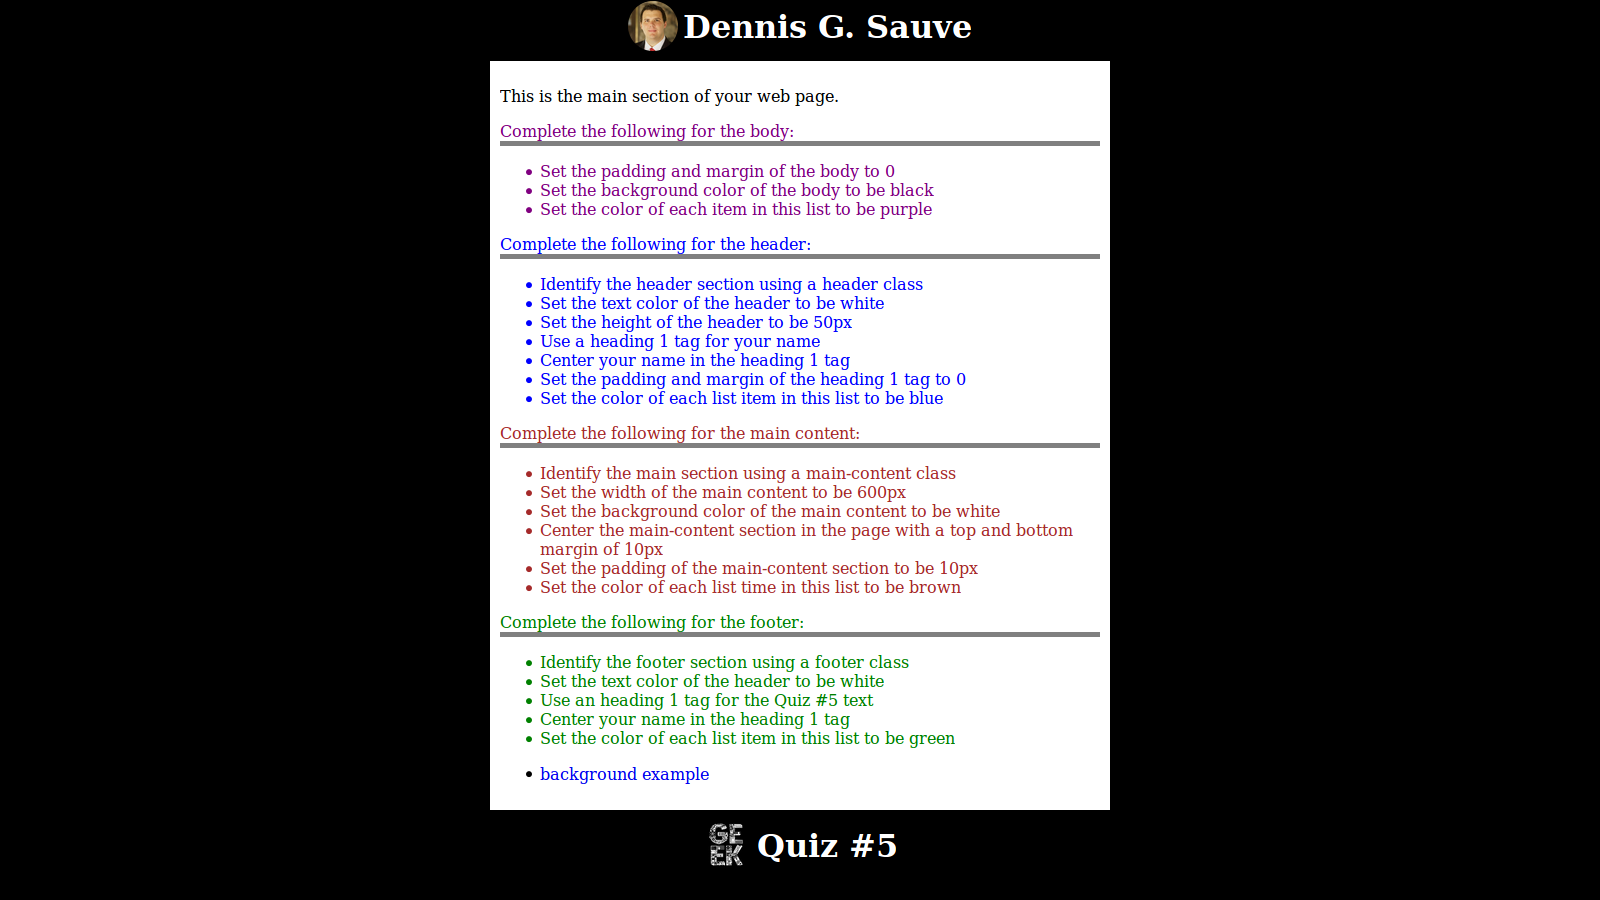 Dennis G. Sauve
This is the main section of your web page.
Complete the following for the body:
Set the padding and margin of the body to 0
Set the background color of the body to be black
Set the color of each item in this list to be purple
Complete the following for the header:
Identify the header section using a header class
Set the text color of the header to be white
Set the height of the header to be 50px
Use a heading 1 tag for your name
Center your name in the heading 1 tag
Set the padding and margin of the heading 1 tag to 0
Set the color of each list item in this list to be blue
Complete the following for the main content:
Identify the main section using a main-content class
Set the width of the main content to be 600px
Set the background color of the main content to be white
Center the main-content section in the page with a top and bottom
margin of 10px
Set the padding of the main-content section to be 10px
Set the color of each list time in this list to be brown
Complete the following for the footer:
Identify the footer section using a footer class
Set the text color of the header to be white
Use an heading 1 tag for the Quiz #5 text
Center your name in the heading 1 tag
Set the color of each list item in this list to be green
background example
GE
EK
Quiz #5